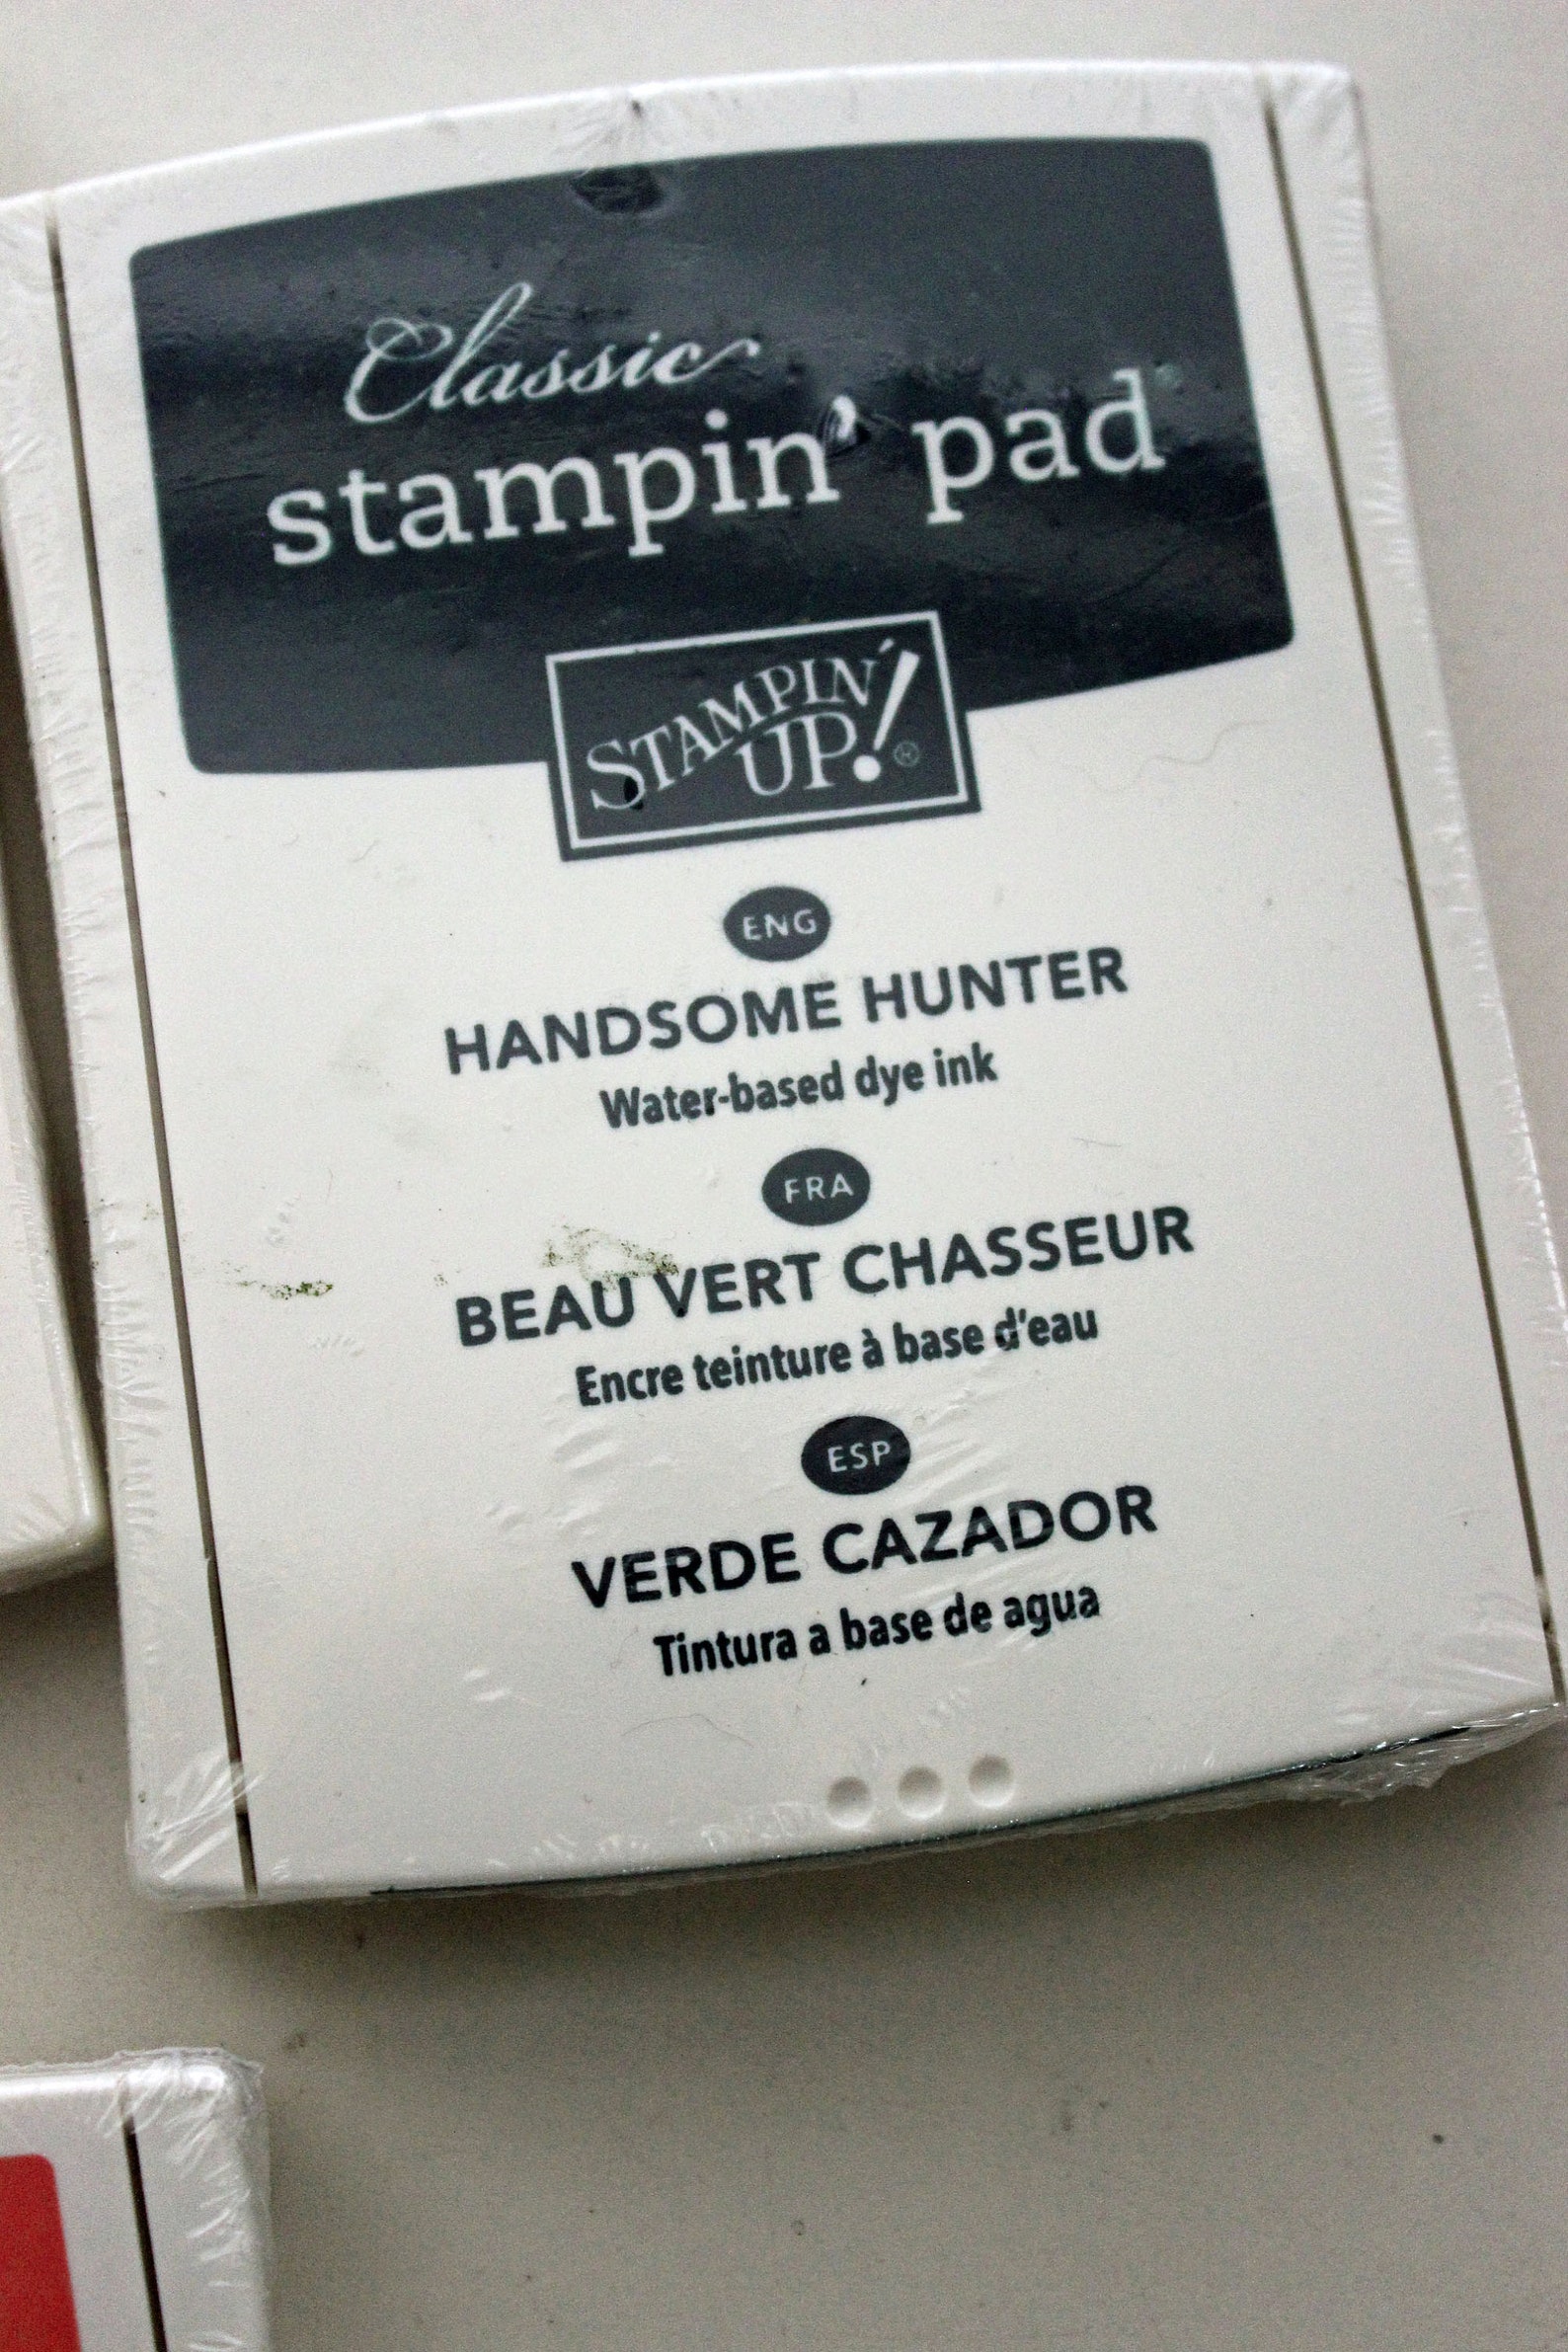 Classic
stampin' pad
STAMPIN'
UP!®
ENG
HANDSOME HUNTER
Water-based dye ink
FRA
BEAU VERT CHASSEUR
Encre teinture à base d'eau
ESP
VERDE CAZADOR
Tintura a base de agua